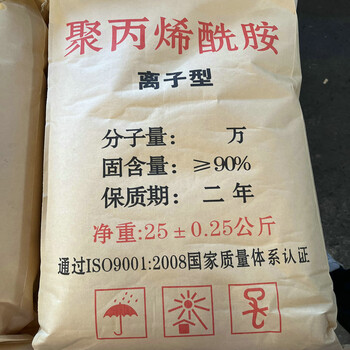 聚丙烯酰胺
离子型
分子量： 万
固含量：≥90%
保质期：二年
净重:25±0.25公斤
通过ISO9001:2008国家质量体系认证